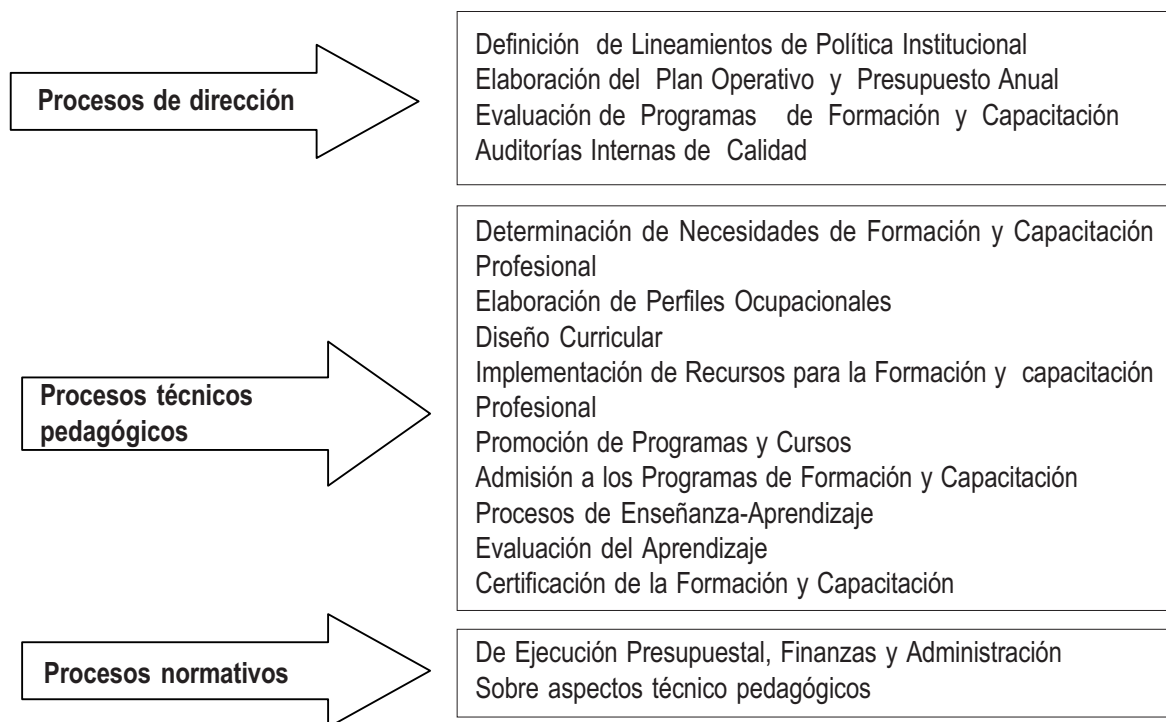 Procesos de dirección
Definición de Lineamientos de Política Institucional
Elaboración del Plan Operativo y Presupuesto Anual
Evaluación de Programas de Formación y Capacitación
Auditorías Internas de Calidad
Procesos técnicos
pedagógicos
Determinación de Necesidades de Formación y Capacitación
Profesional
Elaboración de Perfiles Ocupacionales
Diseño Curricular
Implementación de Recursos para la Formación y capacitación
Profesional
Promoción de Programas y Cursos
Admisión a los Programas de Formación y Capacitación
Procesos de Enseñanza-Aprendizaje
Evaluación del Aprendizaje
Certificación de la Formación y Capacitación
Procesos normativos
De Ejecución Presupuestal, Finanzas y Administración
Sobre aspectos técnico pedagógicos